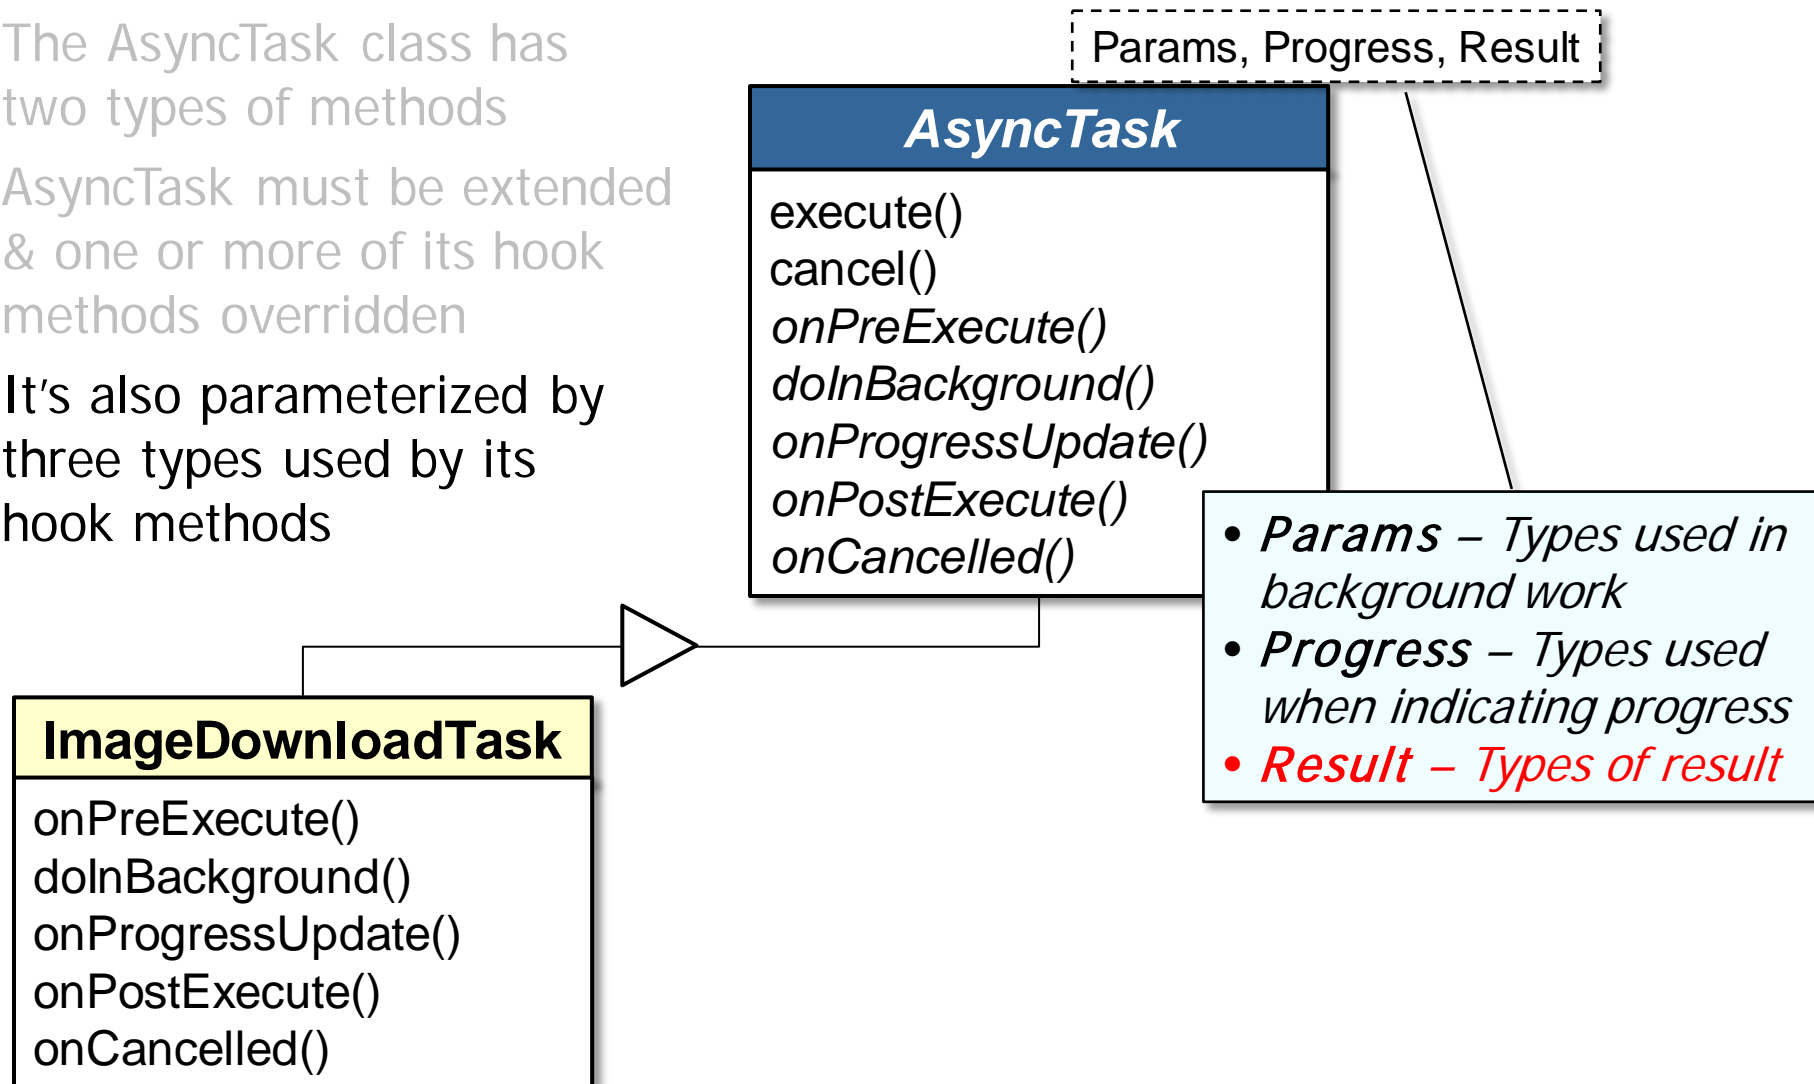 The AsyncTask class has
two types of methods
AsyncTask must be extended
& one or more of its hook
methods overridden
It's also parameterized by
three types used by its
hook methods
Params, Progress, Result
AsyncTask
execute()
cancel()
onPreExecute()
doInBackground()
onProgressUpdate()
onPostExecute()
onCancelled()
• Params – Types used in
background work
• Progress – Types used
when indicating progress
• Result – Types of result
ImageDownloadTask
onPreExecute()
doInBackground()
onProgressUpdate()
onPostExecute()
onCancelled()